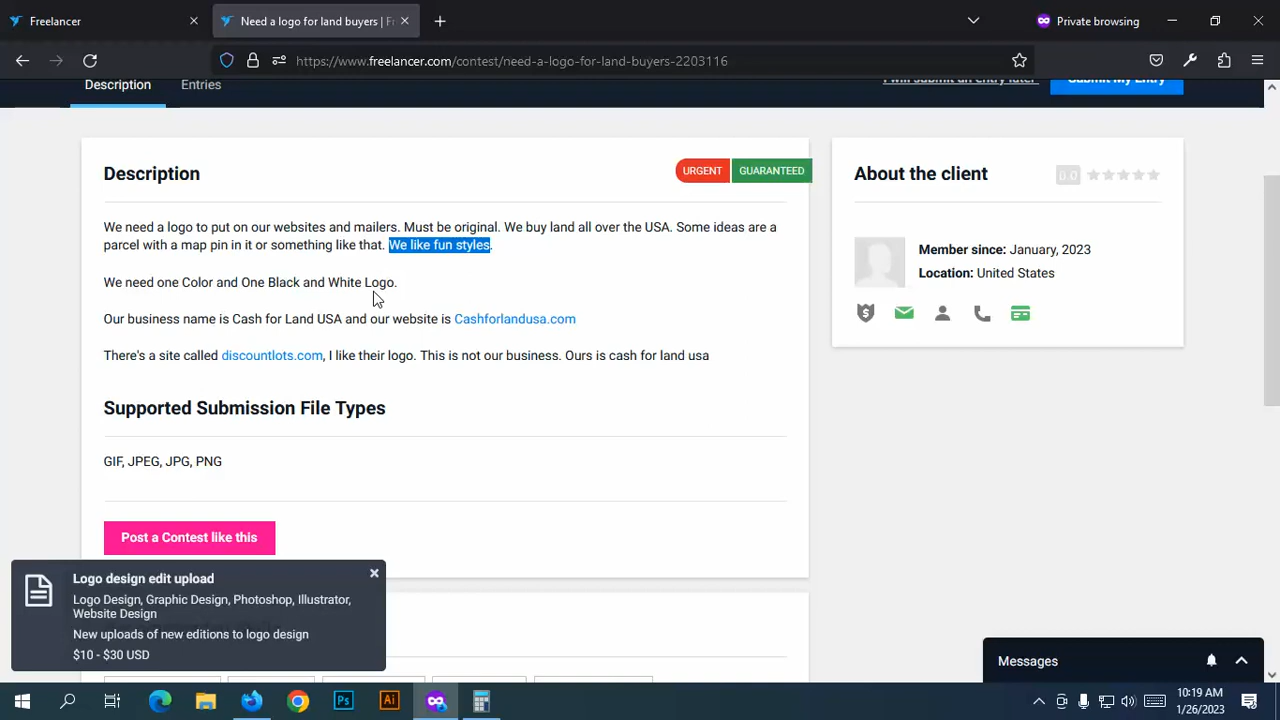 Freelancer
Need a logo for land buyers | Fr
Private browsing
https://www.freelancer.com/contest/need-a-logo-for-land-buyers-2203116
Description
Entries
I will submit an entry later
Submit My Entry
Description
URGENT
GUARANTEED
We need a logo to put on our websites and mailers. Must be original. We buy land all over the USA. Some ideas are a
parcel with a map pin in it or something like that. We like fun styles.
We need one Color and One Black and White Logo.
Our business name is Cash for Land USA and our website is Cashforlandusa.com
There's a site called discountlots.com, I like their logo. This is not our business. Ours is cash for land usa
Supported Submission File Types
GIF, JPEG, JPG, PNG
Post a Contest like this
About the client
0.0
Member since: January, 2023
Location: United States
Logo design edit upload
Logo Design, Graphic Design, Photoshop, Illustrator,
Website Design
New uploads of new editions to logo design
$10 - $30 USD
Messages
Ps
Ai
10:19 AM
1/26/2023